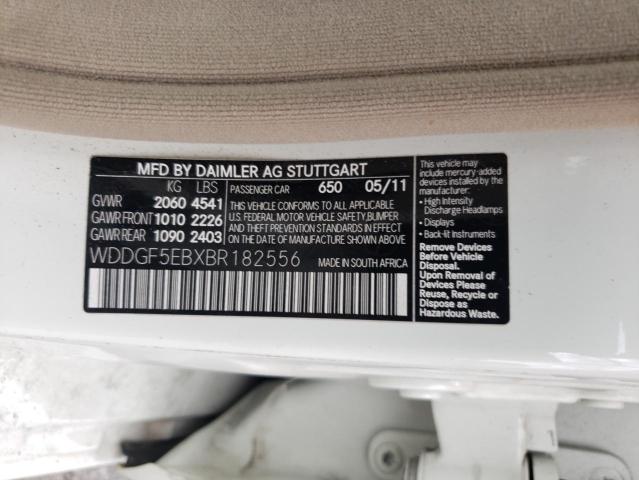 MFD BY DAIMLER AG STUTTGART
KG LBS
GVWR 2060 4541
GAWR FRONT 1010 2226
GAWR REAR 1090 2403
PASSENGER CAR 650 05/11
THIS VEHICLE CONFORMS TO ALL APPLICABLE
U.S. FEDERAL MOTOR VEHICLE SAFETY, BUMPER
AND THEFT PREVENTION STANDARDS IN EFFECT
ON THE DATE OF MANUFACTURE SHOWN ABOVE.
WDDGF5EBXBR182556 MADE IN SOUTH AFRICA
This vehicle may
include mercury-added
devices installed by the
manufacturer:
• High Intensity
Discharge Headlamps
• Displays
• Back-lit Instruments
Remove Devices
Before Vehicle
Disposal.
Upon Removal of
Devices Please
Reuse, Recycle or
Dispose as
Hazardous Waste.